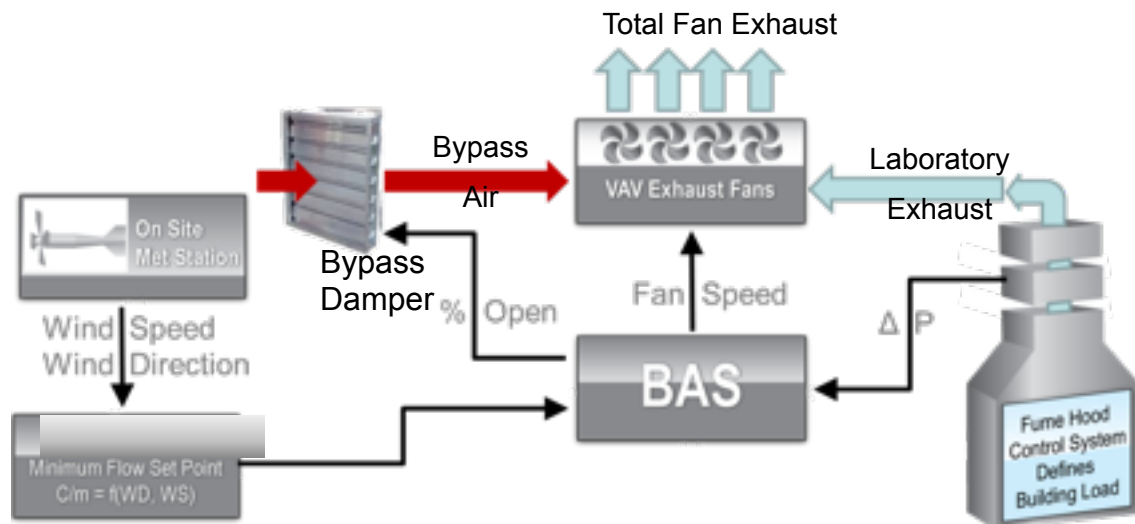 Total Fan Exhaust
Bypass
Air
VAV Exhaust Fans
Laboratory
Exhaust
On Site
Met Station
Bypass
Damper
% Open
Fan Speed
Δ P
Wind Speed
Wind Direction
BAS
Minimum Flow Set Point
C/m = f(WD, WS)
Fume Hood
Control System
Defines
Building Load